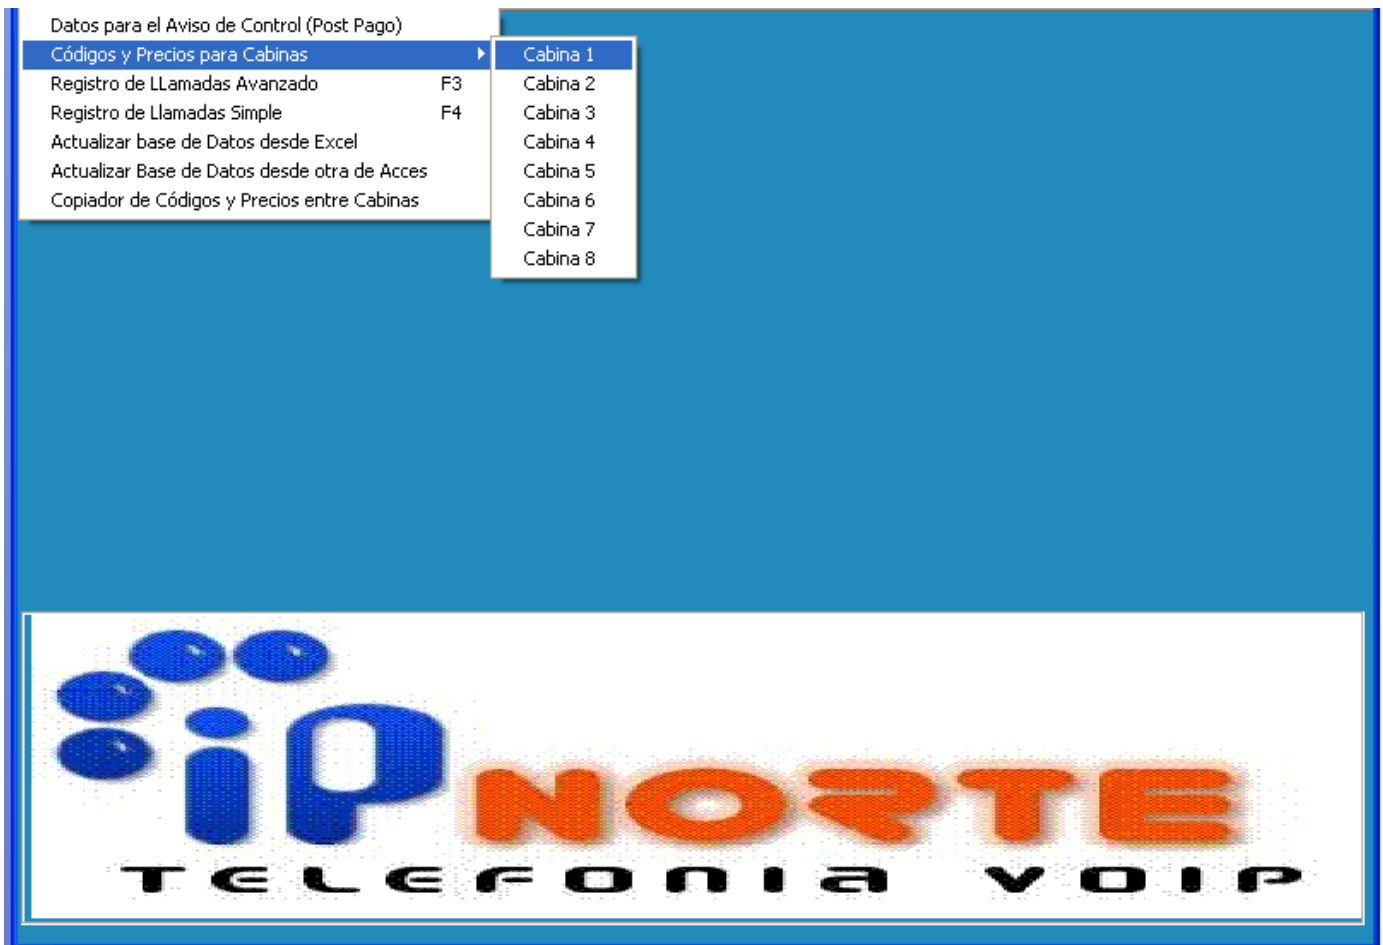 Datos para el Aviso de Control (Post Pago)
Códigos y Precios para Cabinas
Registro de LLamadas Avanzado F3
Registro de Llamadas Simple F4
Actualizar base de Datos desde Excel
Actualizar Base de Datos desde otra de Acces
Copiador de Códigos y Precios entre Cabinas
Cabina 1
Cabina 2
Cabina 3
Cabina 4
Cabina 5
Cabina 6
Cabina 7
Cabina 8
iP NORTE
TELEFONIA VOIP